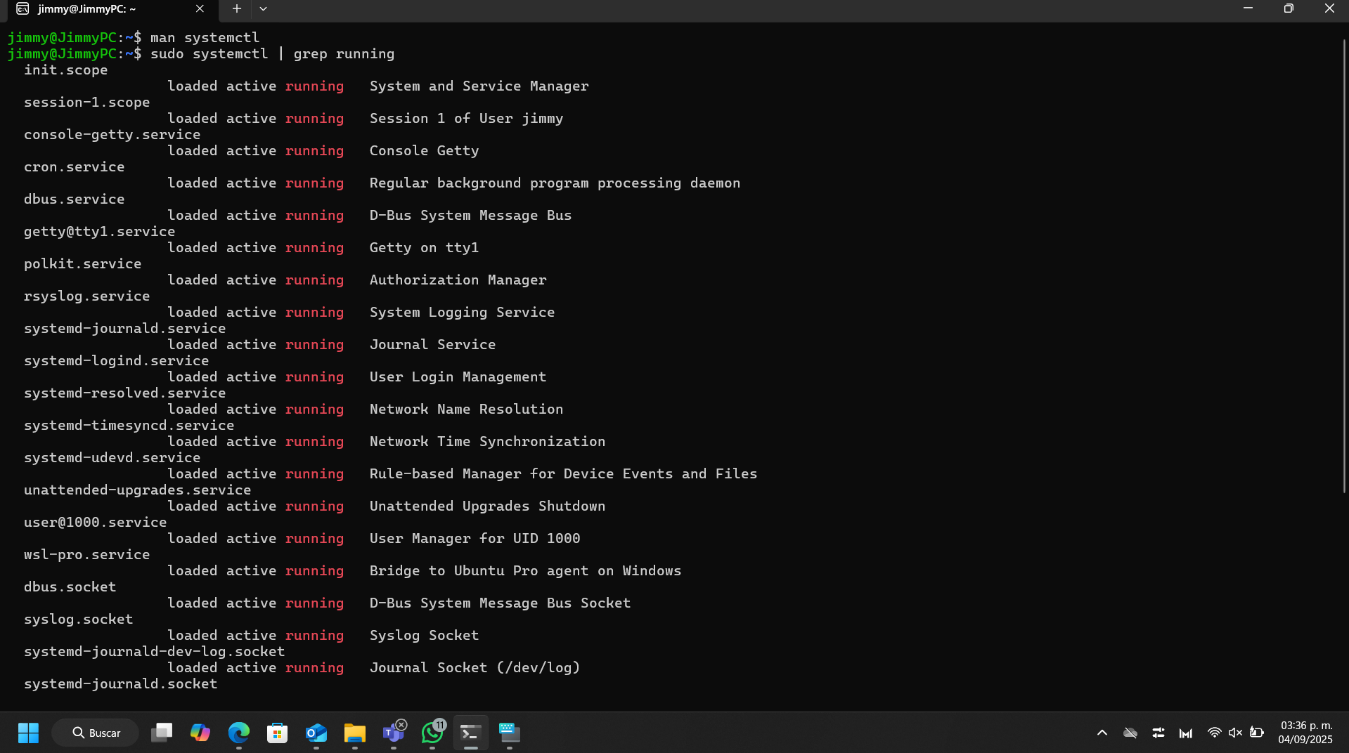 jimmy@JimmyPC: ~
jimmy@JimmyPC:~$ man systemctl
jimmy@JimmyPC:~$ sudo systemctl | grep running
init.scope
loaded active running System and Service Manager
session-1.scope
loaded active running Session 1 of User jimmy
console-getty.service
loaded active running Console Getty
cron.service
loaded active running Regular background program processing daemon
dbus.service
loaded active running D-Bus System Message Bus
getty@tty1.service
loaded active running Getty on tty1
polkit.service
loaded active running Authorization Manager
rsyslog.service
loaded active running System Logging Service
systemd-journald.service
loaded active running Journal Service
systemd-logind.service
loaded active running User Login Management
systemd-resolved.service
loaded active running Network Name Resolution
systemd-timesyncd.service
loaded active running Network Time Synchronization
systemd-udevd.service
loaded active running Rule-based Manager for Device Events and Files
unattended-upgrades.service
loaded active running Unattended Upgrades Shutdown
user@1000.service
loaded active running User Manager for UID 1000
wsl-pro.service
loaded active running Bridge to Ubuntu Pro agent on Windows
dbus.socket
loaded active running D-Bus System Message Bus Socket
syslog.socket
loaded active running Syslog Socket
systemd-journald-dev-log.socket
loaded active running Journal Socket (/dev/log)
systemd-journald.socket
Buscar
11
03:36 p. m.
04/09/2025